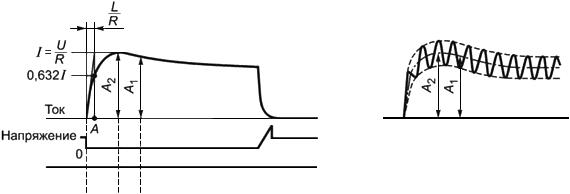 L/R
I = U/R
0,632I
A₂
A₁
Ток
A
Напряжение
0
A₂
A₁